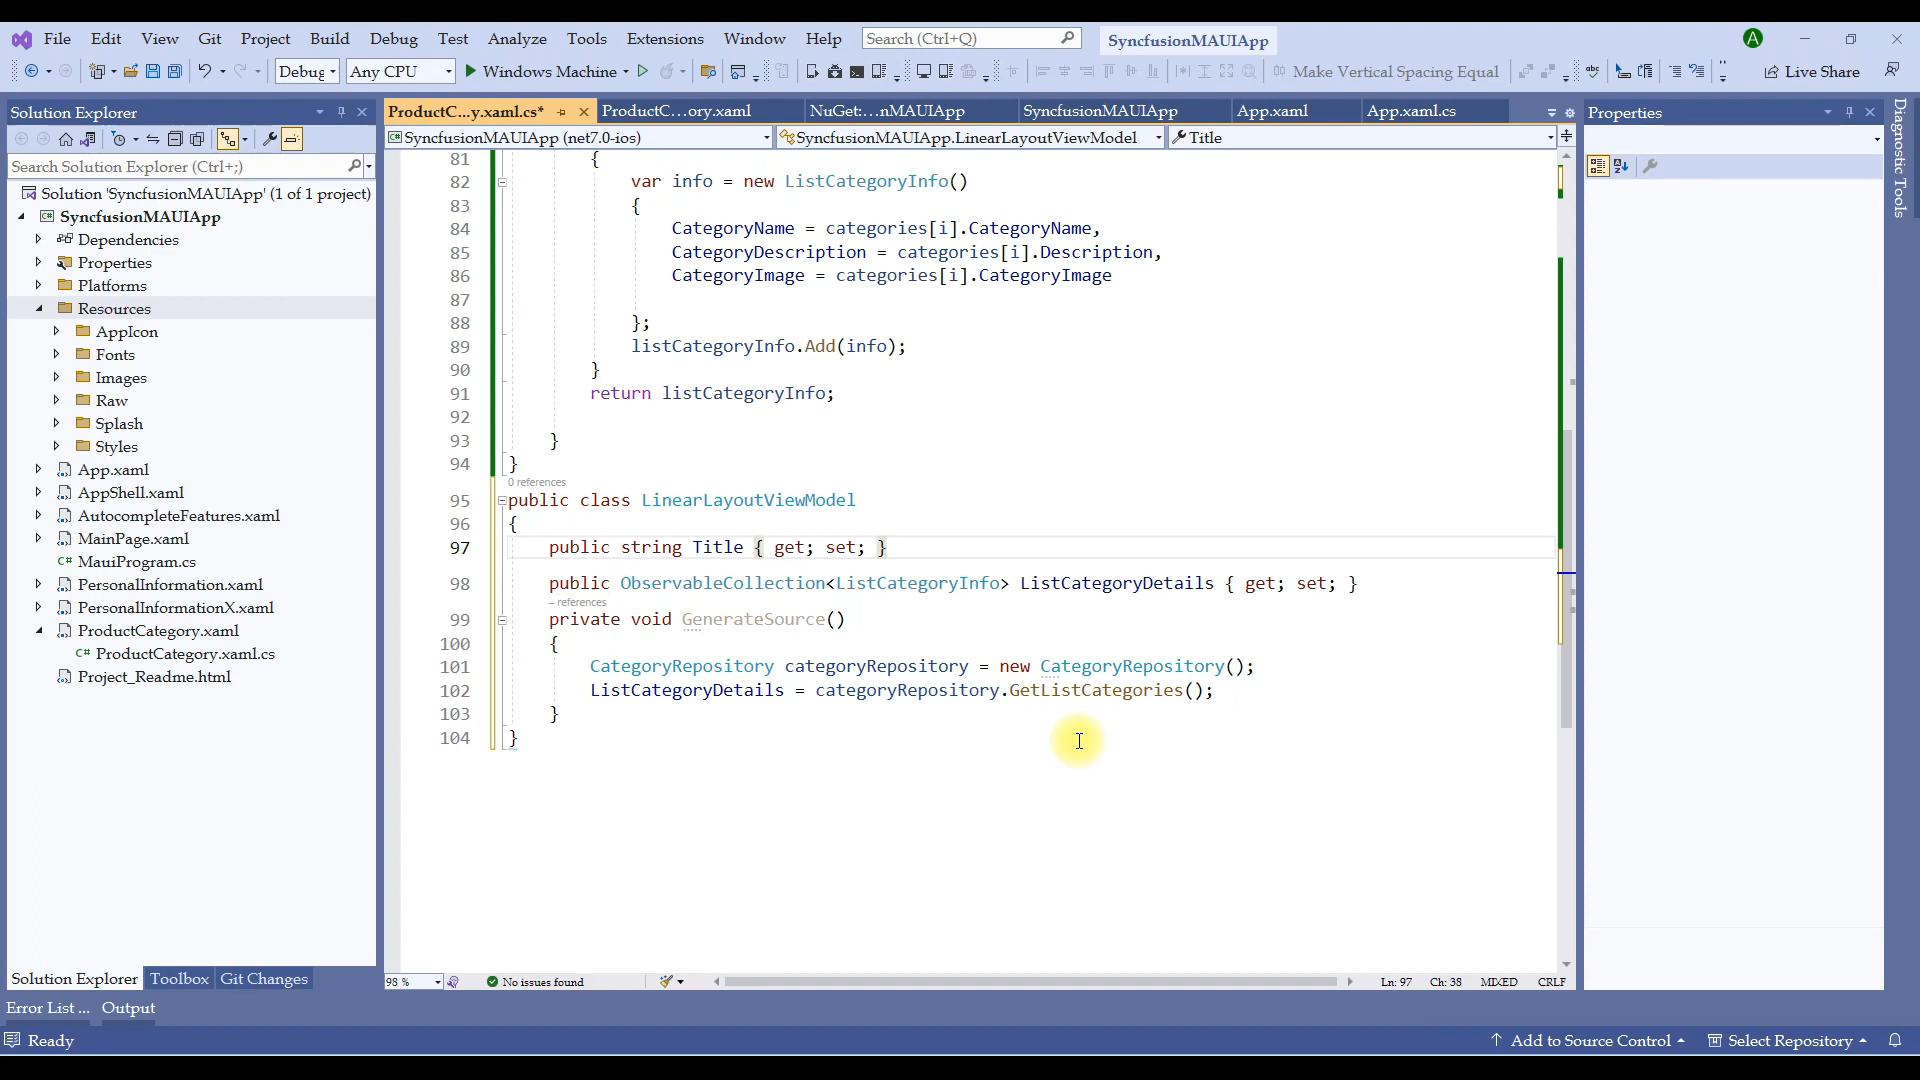 File Edit View Git Project Build Debug Test Analyze Tools Extensions Window Help Search (Ctrl+Q) SyncfusionMAUIApp A
Debug Any CPU Windows Machine Make Vertical Spacing Equal Live Share
Solution Explorer
ProductC...y.xaml.cs* ProductC...ory.xaml NuGet:...nMAUIApp SyncfusionMAUIApp App.xaml App.xaml.cs
Properties
Diagnostic Tools
SyncfusionMAUIApp (net7.0-ios) SyncfusionMAUIApp.LinearLayoutViewModel Title
Search Solution Explorer (Ctrl+;)
Solution 'SyncfusionMAUIApp' (1 of 1 project)
SyncfusionMAUIApp
Dependencies
Properties
Platforms
Resources
AppIcon
Fonts
Images
Raw
Splash
Styles
App.xaml
AppShell.xaml
AutocompleteFeatures.xaml
MainPage.xaml
C# MauiProgram.cs
PersonalInformation.xaml
PersonalInformationX.xaml
ProductCategory.xaml
C# ProductCategory.xaml.cs
Project_Readme.html
81 {
82 var info = new ListCategoryInfo()
83 {
84 CategoryName = categories[i].CategoryName,
85 CategoryDescription = categories[i].Description,
86 CategoryImage = categories[i].CategoryImage
87
88 };
89 listCategoryInfo.Add(info);
90 }
91 return listCategoryInfo;
92
93 }
94 }
0 references
95 public class LinearLayoutViewModel
96 {
97 public string Title { get; set; }
98 public ObservableCollection<ListCategoryInfo> ListCategoryDetails { get; set; }
– references
99 private void GenerateSource()
100 {
101 CategoryRepository categoryRepository = new CategoryRepository();
102 ListCategoryDetails = categoryRepository.GetListCategories();
103 }
104 }
Solution Explorer Toolbox Git Changes
98 % No issues found Ln: 97 Ch: 38 MIXED CRLF
Error List ... Output
Ready Add to Source Control Select Repository